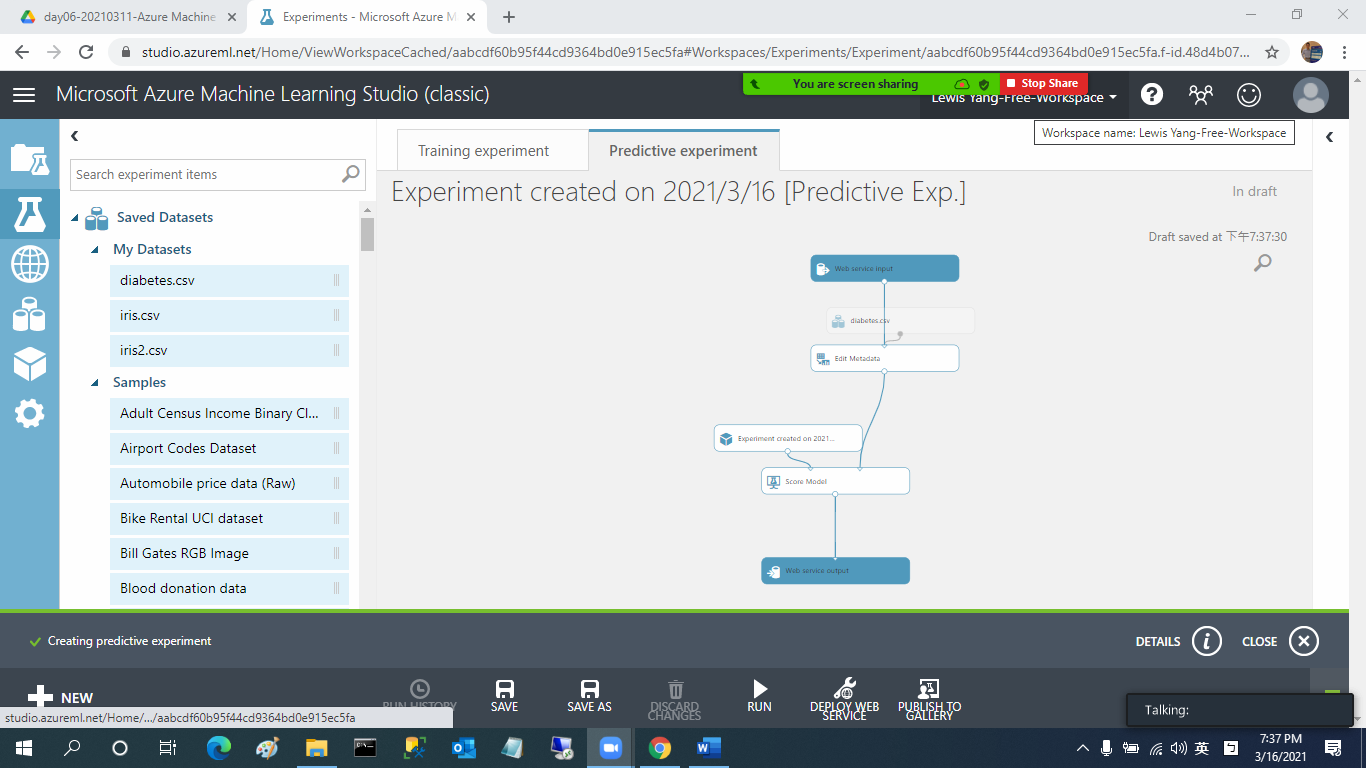 day06-20210311-Azure Machine
Experiments - Microsoft Azure M
studio.azureml.net/Home/ViewWorkspaceCached/aabcdf60b95f44cd9364bd0e915ec5fa#Workspaces/Experiments/Experiment/aabcdf60b95f44cd9364bd0e915ec5fa.f-id.48d4b07...
Microsoft Azure Machine Learning Studio (classic)
You are screen sharing
Stop Share
Lewis Yang-Free-Workspace
Workspace name: Lewis Yang-Free-Workspace
Search experiment items
Saved Datasets
My Datasets
diabetes.csv
iris.csv
iris2.csv
Samples
Adult Census Income Binary Cl...
Airport Codes Dataset
Automobile price data (Raw)
Bike Rental UCI dataset
Bill Gates RGB Image
Blood donation data
Training experiment
Predictive experiment
Experiment created on 2021/3/16 [Predictive Exp.]
In draft
Draft saved at 下午7:37:30
Web service input
diabetes.csv
Edit Metadata
Experiment created on 2021...
Score Model
Web service output
Creating predictive experiment
DETAILS
CLOSE
NEW
RUN HISTORY
SAVE
SAVE AS
DISCARD
CHANGES
RUN
DEPLOY WEB
SERVICE
PUBLISH TO
GALLERY
studio.azureml.net/Home/.../aabcdf60b95f44cd9364bd0e915ec5fa
Talking:
英
7:37 PM
3/16/2021